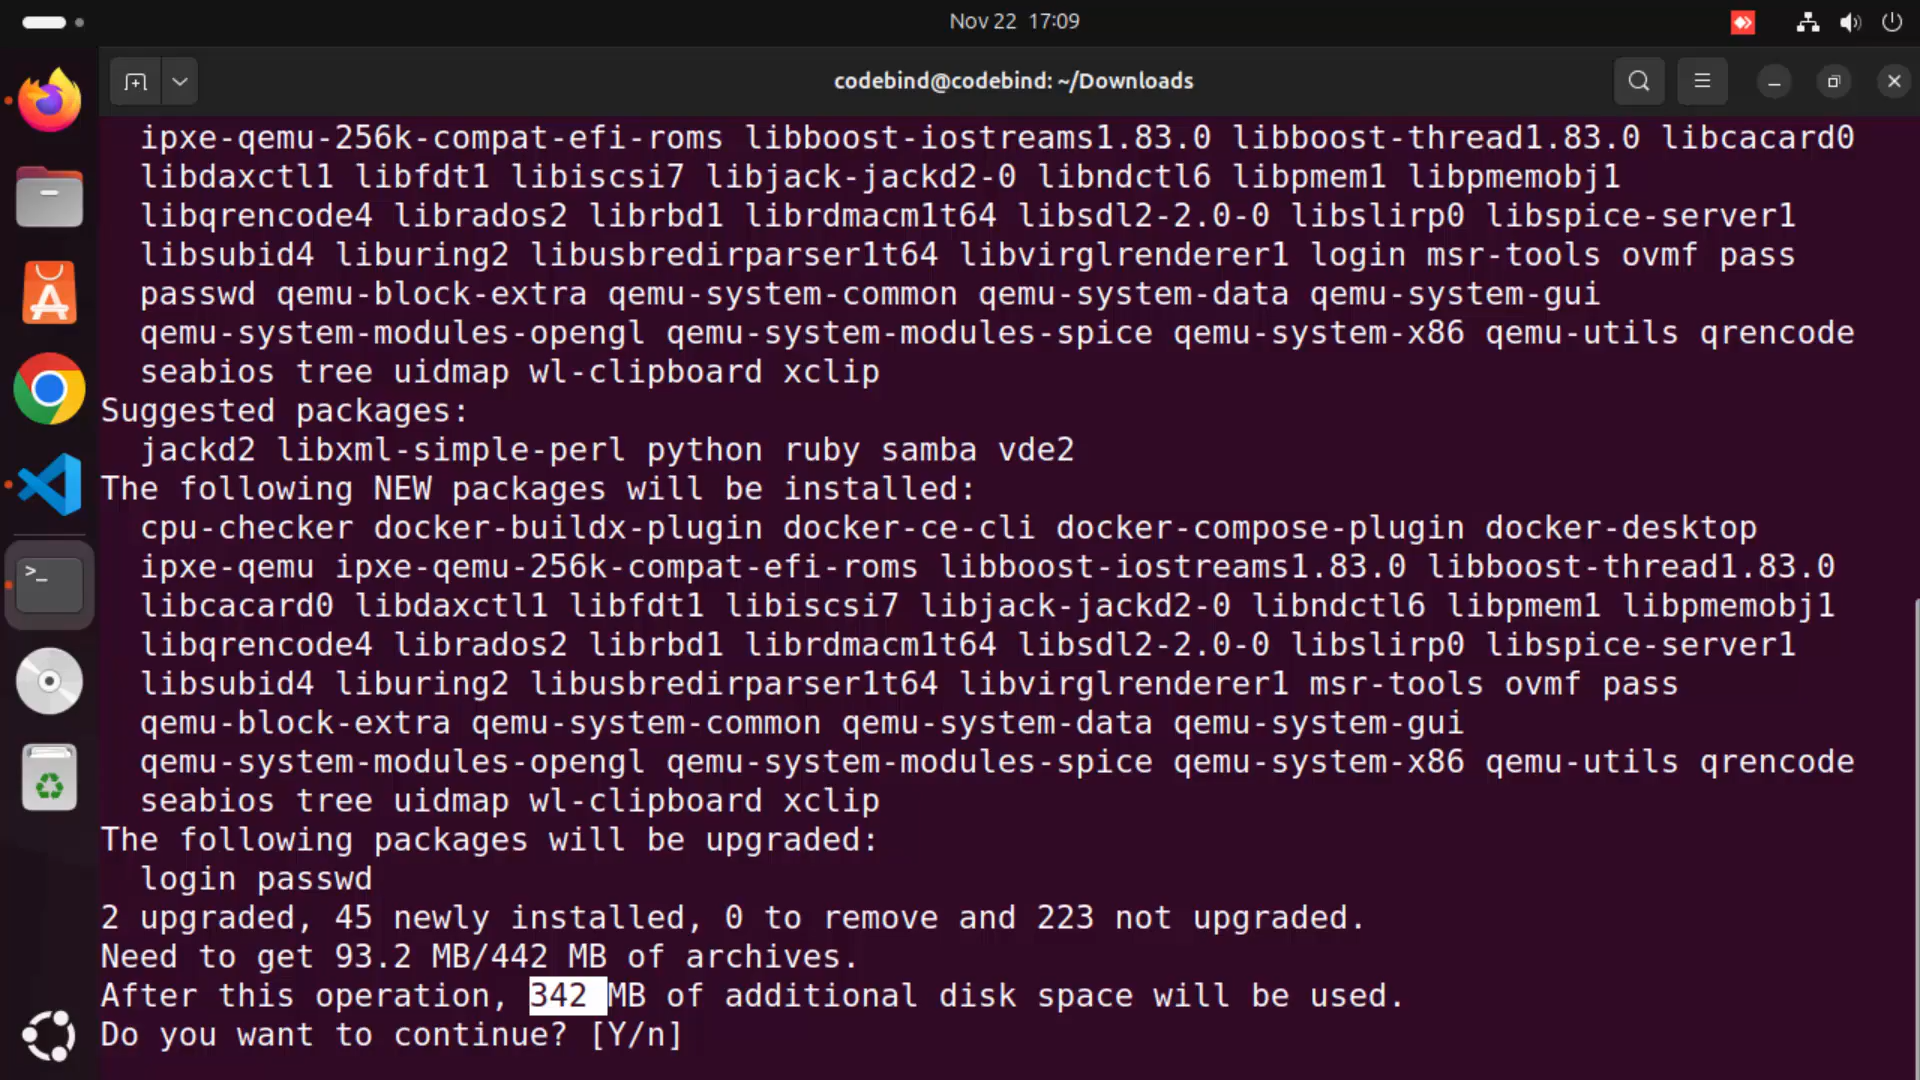 Nov 22 17:09
codebind@codebind: ~/Downloads
ipxe-qemu-256k-compat-efi-roms libboost-iostreams1.83.0 libboost-thread1.83.0 libcacard0
libdaxctl1 libfdt1 libiscsi7 libjack-jackd2-0 libndctl6 libpmem1 libpmemobj1
libqrencode4 librados2 librbd1 librdmacm1t64 libsdl2-2.0-0 libslirp0 libspice-server1
libsubid4 liburing2 libusbredirparser1t64 libvirglrenderer1 login msr-tools ovmf pass
passwd qemu-block-extra qemu-system-common qemu-system-data qemu-system-gui
qemu-system-modules-opengl qemu-system-modules-spice qemu-system-x86 qemu-utils qrencode
seabios tree uidmap wl-clipboard xclip
Suggested packages:
jackd2 libxml-simple-perl python ruby samba vde2
The following NEW packages will be installed:
cpu-checker docker-buildx-plugin docker-ce-cli docker-compose-plugin docker-desktop
ipxe-qemu ipxe-qemu-256k-compat-efi-roms libboost-iostreams1.83.0 libboost-thread1.83.0
libcacard0 libdaxctl1 libfdt1 libiscsi7 libjack-jackd2-0 libndctl6 libpmem1 libpmemobj1
libqrencode4 librados2 librbd1 librdmacm1t64 libsdl2-2.0-0 libslirp0 libspice-server1
libsubid4 liburing2 libusbredirparser1t64 libvirglrenderer1 msr-tools ovmf pass
qemu-block-extra qemu-system-common qemu-system-data qemu-system-gui
qemu-system-modules-opengl qemu-system-modules-spice qemu-system-x86 qemu-utils qrencode
seabios tree uidmap wl-clipboard xclip
The following packages will be upgraded:
login passwd
2 upgraded, 45 newly installed, 0 to remove and 223 not upgraded.
Need to get 93.2 MB/442 MB of archives.
After this operation, 342 MB of additional disk space will be used.
Do you want to continue? [Y/n]